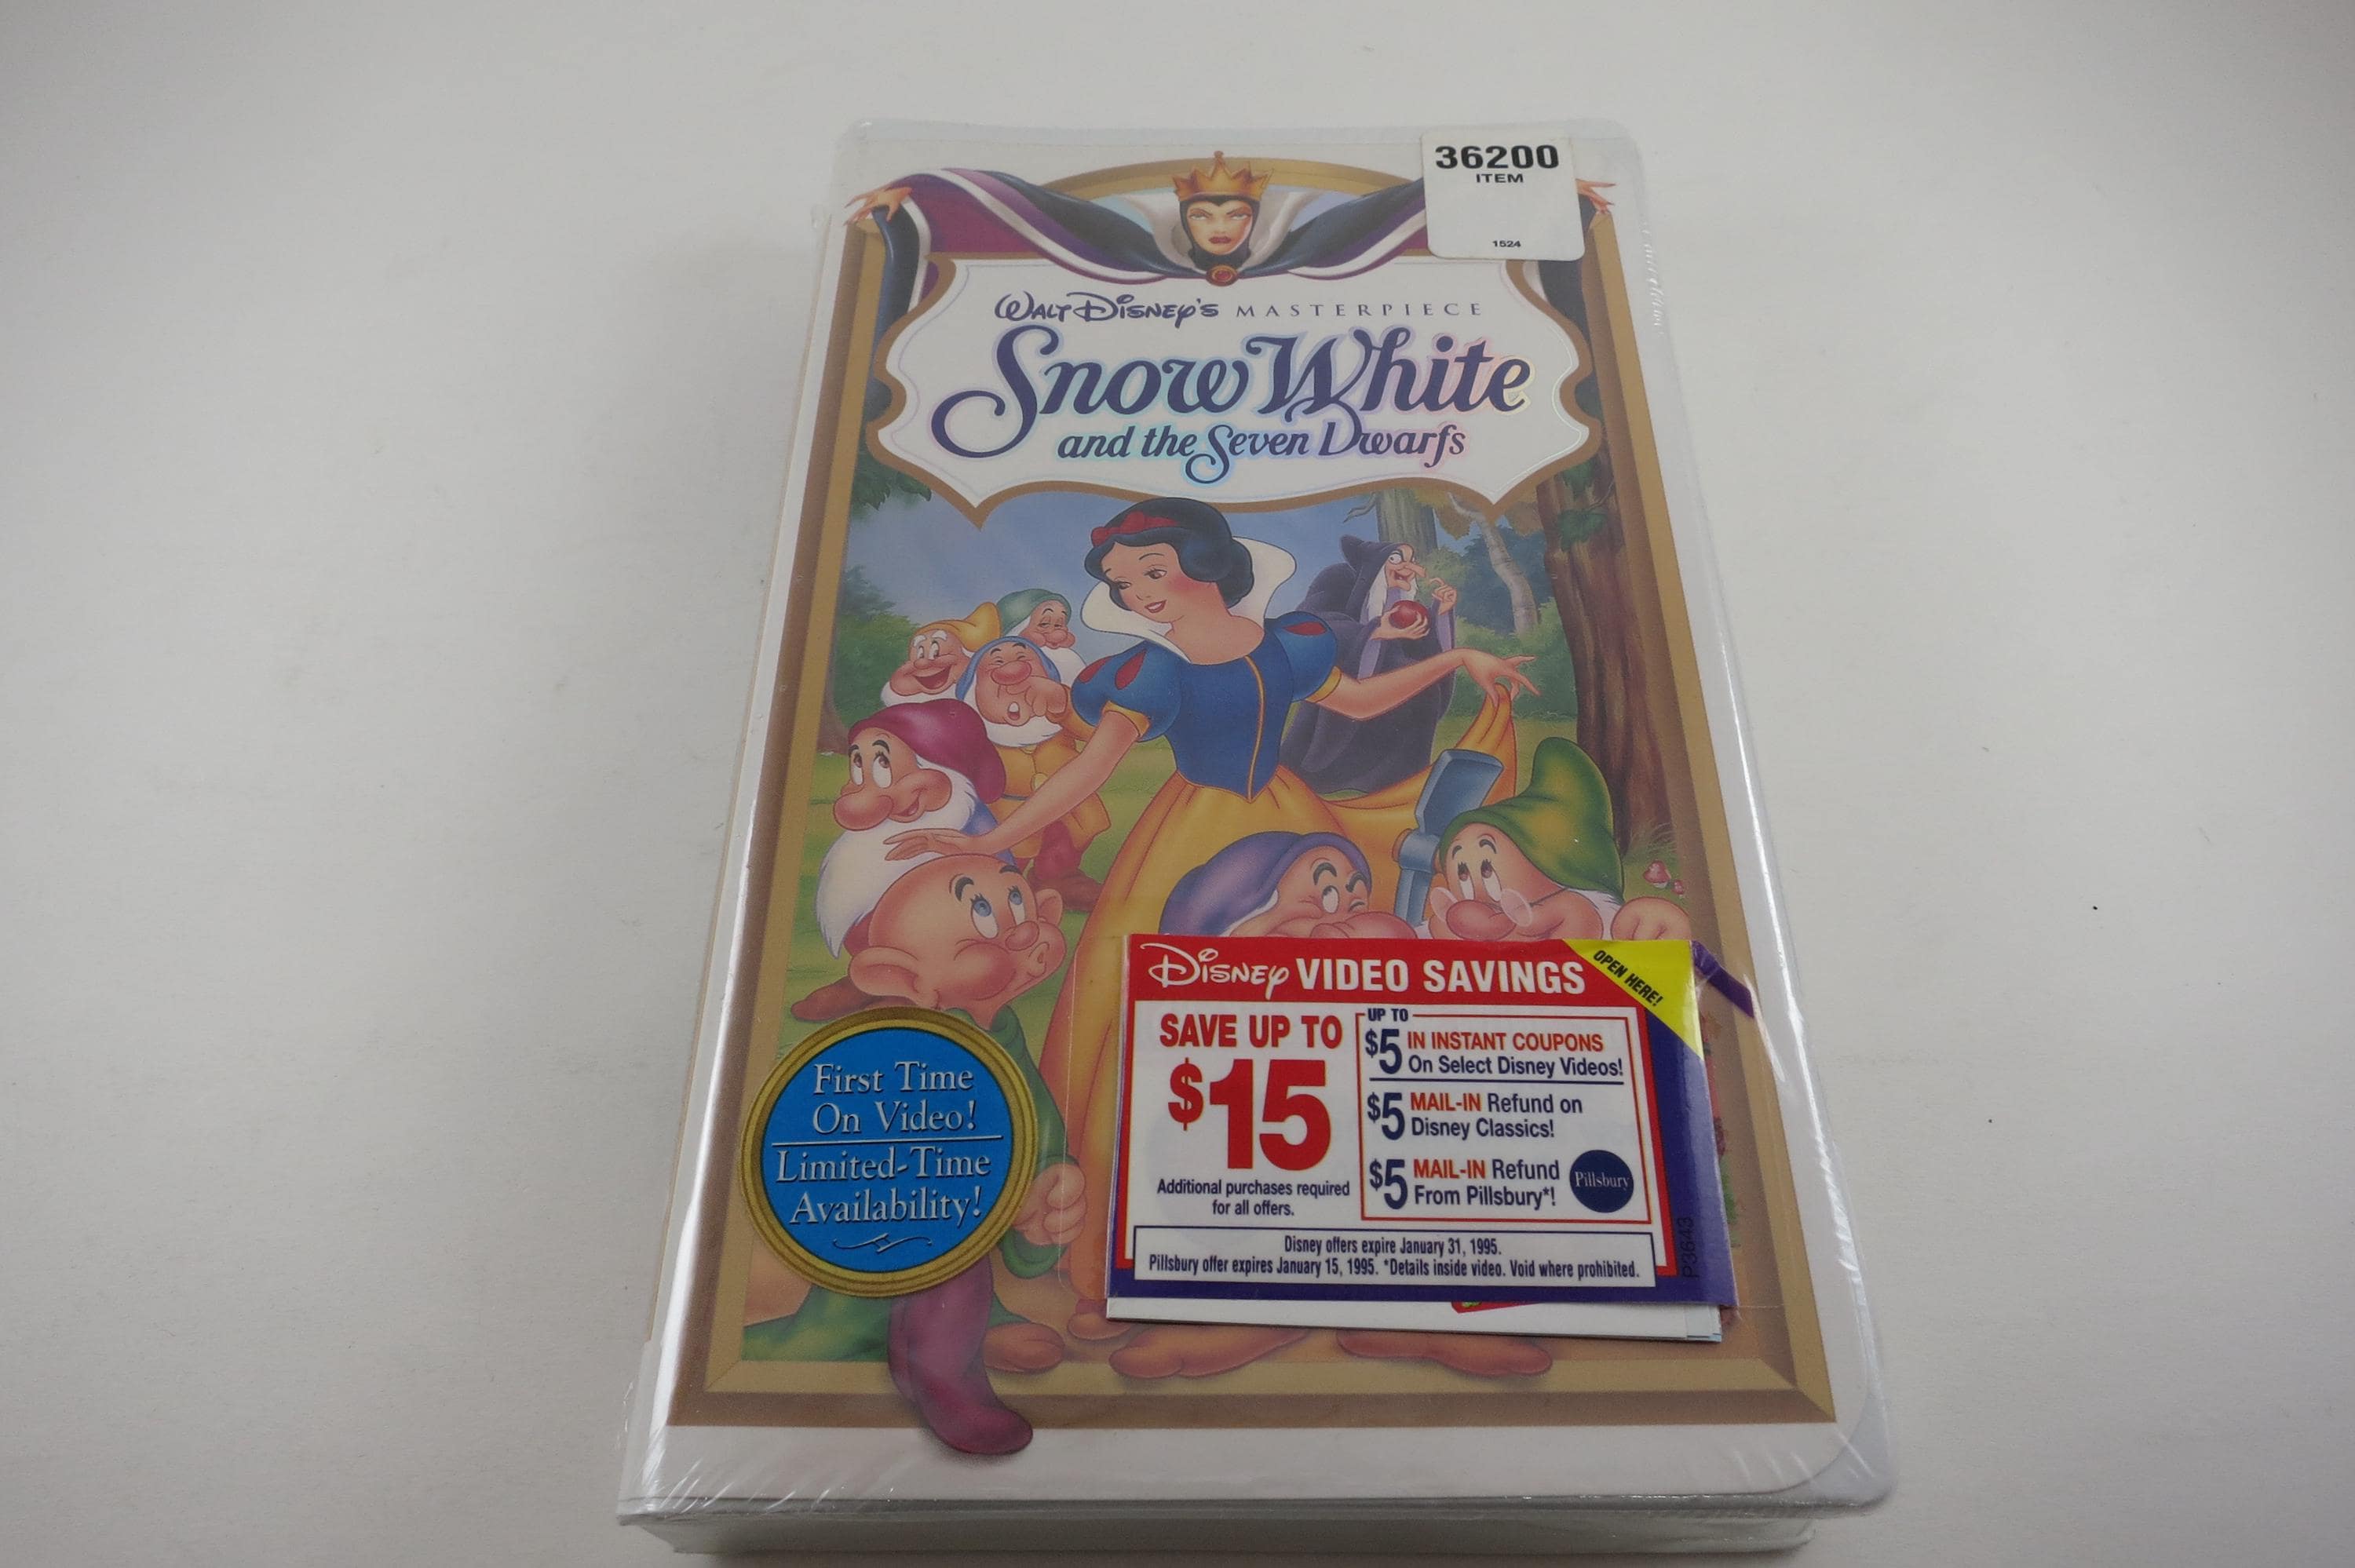 36200
ITEM
1524
WALT DISNEY'S MASTERPIECE
Snow White
and the Seven Dwarfs
First Time
On Video!
Limited-Time
Availability!
DISNEY VIDEO SAVINGS
OPEN HERE!
SAVE UP TO
$15
Additional purchases required
for all offers.
UP TO
$5 IN INSTANT COUPONS
On Select Disney Videos!
$5 MAIL-IN Refund on
Disney Classics!
$5 MAIL-IN Refund
From Pillsbury*!
Pillsbury
Disney offers expire January 31, 1995.
Pillsbury offer expires January 15, 1995. *Details inside video. Void where prohibited.
P3643